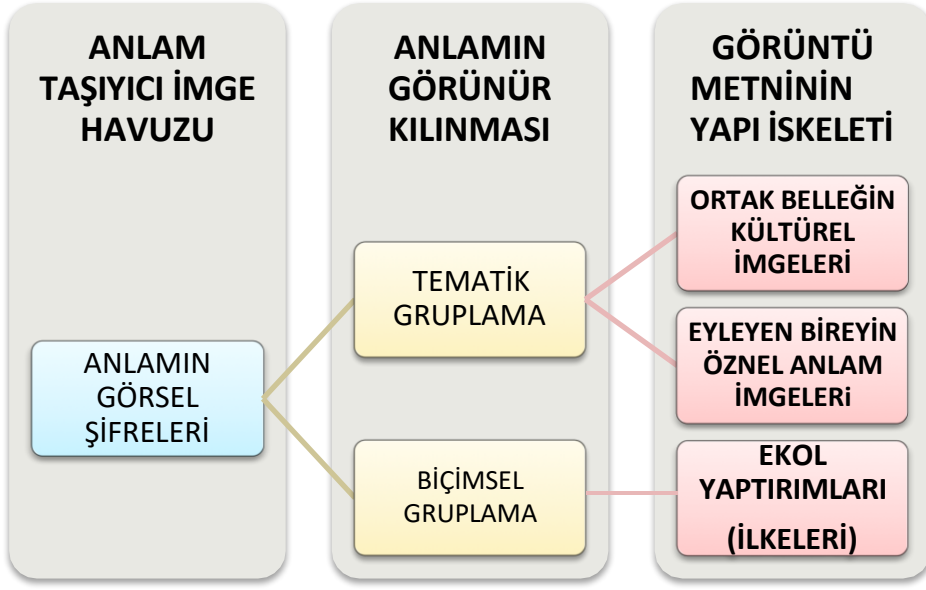 ANLAM
TAŞIYICI İMGE
HAVUZU
ANLAMIN
GÖRSEL
ŞİFRELERİ
ANLAMIN
GÖRÜNÜR
KILINMASI
TEMATİK
GRUPLAMA
BİÇİMSEL
GRUPLAMA
GÖRÜNTÜ
METNİNİN
YAPI İSKELETİ
ORTAK BELLEĞİN
KÜLTÜREL
İMGELERİ
EYLEYEN BİREYİN
ÖZNEL ANLAM
İMGELERi
EKOL
YAPTIRIMLARI
(İLKELERİ)